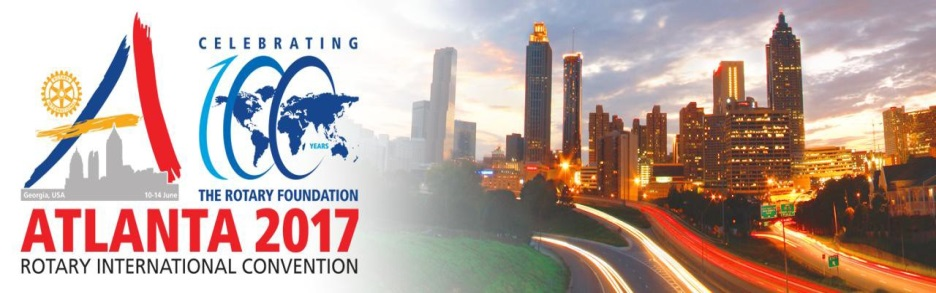 CELEBRATING
100
YEARS
Georgia, USA
10-14 June
THE ROTARY FOUNDATION
ATLANTA 2017
ROTARY INTERNATIONAL CONVENTION